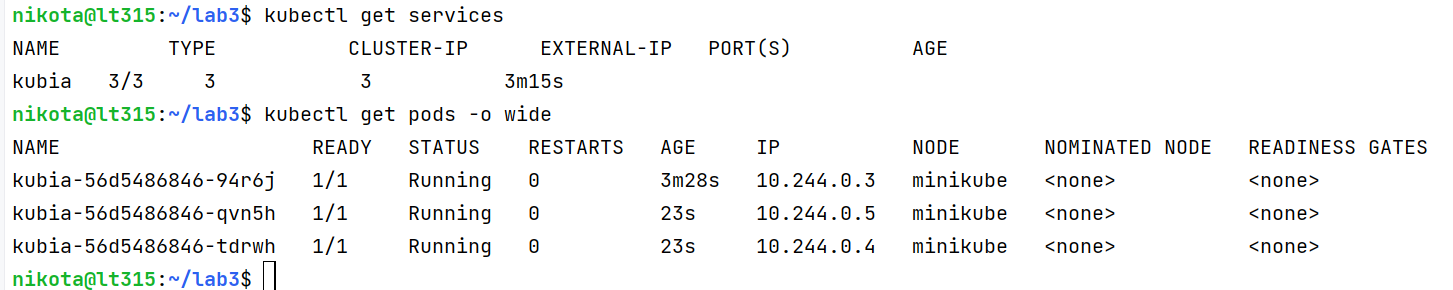 nikota@lt315:~/lab3$ kubectl get services
NAME         TYPE           CLUSTER-IP      EXTERNAL-IP   PORT(S)          AGE
kubia   3/3     3            3           3m15s
nikota@lt315:~/lab3$ kubectl get pods -o wide
NAME                     READY   STATUS    RESTARTS   AGE     IP           NODE       NOMINATED NODE   READINESS GATES
kubia-56d5486846-94r6j   1/1     Running   0          3m28s   10.244.0.3   minikube   <none>           <none>
kubia-56d5486846-qvn5h   1/1     Running   0          23s     10.244.0.5   minikube   <none>           <none>
kubia-56d5486846-tdrwh   1/1     Running   0          23s     10.244.0.4   minikube   <none>           <none>
nikota@lt315:~/lab3$